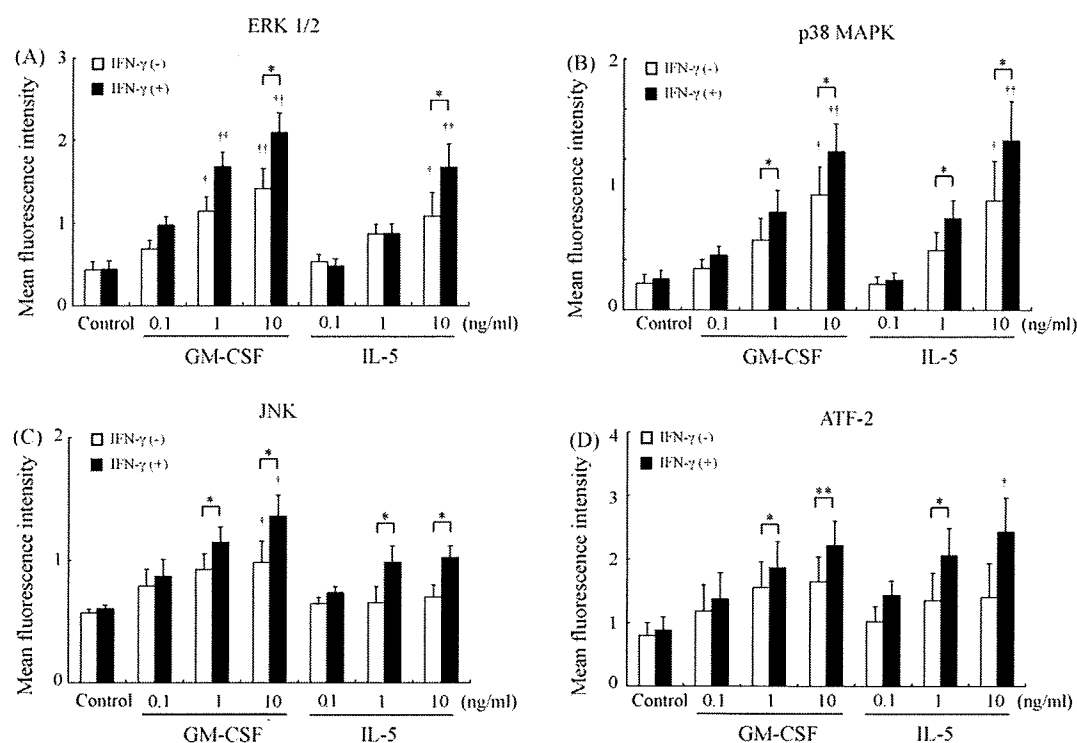 ERK 1/2
(A)
Mean fluorescence intensity
3
2
1
0
IFN-γ (-)
IFN-γ (+)
*
*
† †† †† †† † ††
Control 0.1 1 10 0.1 1 10 (ng/ml)
GM-CSF IL-5
p38 MAPK
(B)
Mean fluorescence intensity
2
1
0
IFN-γ (-)
IFN-γ (+)
* * * *
† †† † ††
Control 0.1 1 10 0.1 1 10 (ng/ml)
GM-CSF IL-5
JNK
(C)
Mean fluorescence intensity
2
1
0
IFN-γ (-)
IFN-γ (+)
* * * *
† †
Control 0.1 1 10 0.1 1 10 (ng/ml)
GM-CSF IL-5
ATF-2
(D)
Mean fluorescence intensity
4
3
2
1
0
IFN-γ (-)
IFN-γ (+)
* ** *
†
Control 0.1 1 10 0.1 1 10 (ng/ml)
GM-CSF IL-5